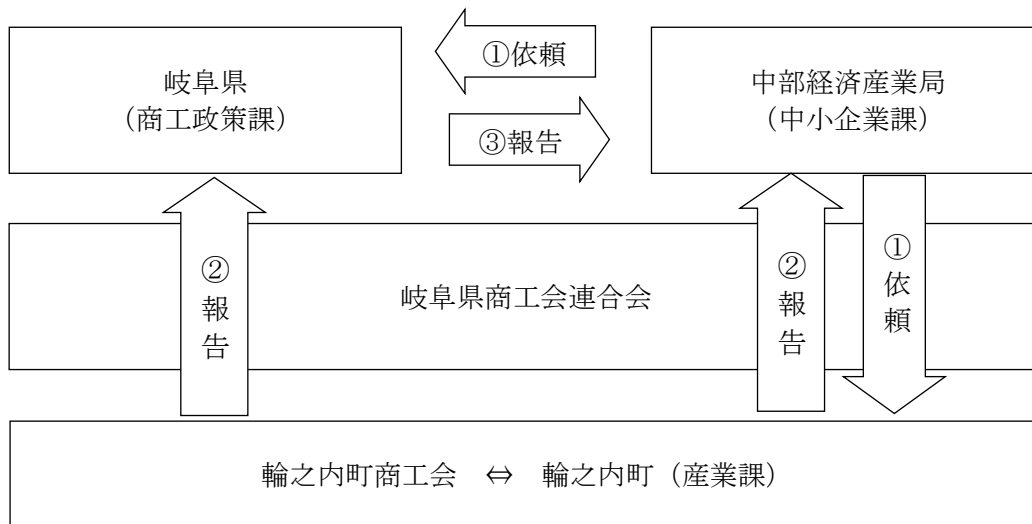 岐阜県
（商工政策課）
①依頼
③報告
中部経済産業局
（中小企業課）
②報告
岐阜県商工会連合会
②報告
①依頼
輪之内町商工会　⇔　輪之内町（産業課）